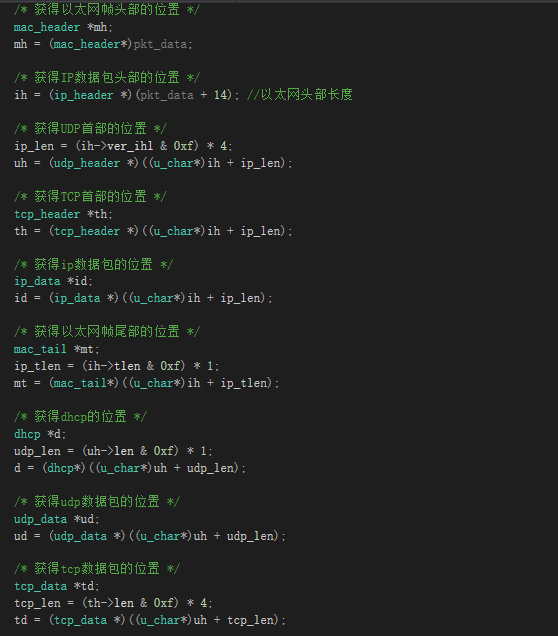 /* 获得以太网帧头部的位置 */
mac_header *mh;
mh = (mac_header*)pkt_data;
/* 获得IP数据包头部的位置 */
ih = (ip_header *)(pkt_data + 14); //以太网头部长度
/* 获得UDP首部的位置 */
ip_len = (ih->ver_ihl & 0xf) * 4;
uh = (udp_header *)((u_char*)ih + ip_len);
/* 获得TCP首部的位置 */
tcp_header *th;
th = (tcp_header *)((u_char*)ih + ip_len);
/* 获得ip数据包的位置 */
ip_data *id;
id = (ip_data *)((u_char*)ih + ip_len);
/* 获得以太网帧尾部的位置 */
mac_tail *mt;
ip_tlen = (ih->tlen & 0xf) * 1;
mt = (mac_tail*)((u_char*)ih + ip_tlen);
/* 获得dhcp的位置 */
dhcp *d;
udp_len = (uh->len & 0xf) * 1;
d = (dhcp*)((u_char*)uh + udp_len);
/* 获得udp数据包的位置 */
udp_data *ud;
ud = (udp_data *)((u_char*)uh + udp_len);
/* 获得tcp数据包的位置 */
tcp_data *td;
tcp_len = (th->len & 0xf) * 4;
td = (tcp_data *)((u_char*)uh + tcp_len);